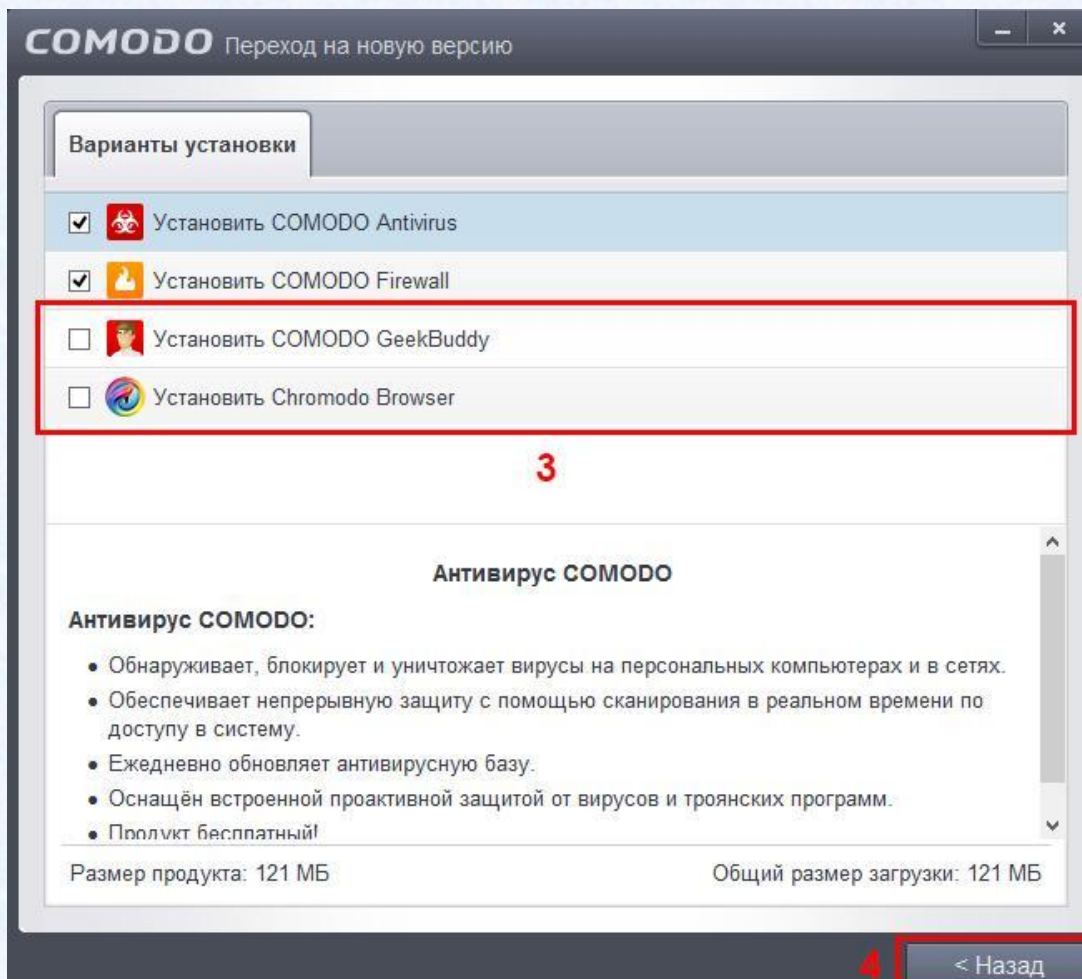 COMODO Переход на новую версию
Варианты установки
Установить COMODO Antivirus
Установить COMODO Firewall
Установить COMODO GeekBuddy
Установить Chromodo Browser
3
Антивирус COMODO
Антивирус COMODO:
• Обнаруживает, блокирует и уничтожает вирусы на персональных компьютерах и в сетях.
• Обеспечивает непрерывную защиту с помощью сканирования в реальном времени по
доступу в систему.
• Ежедневно обновляет антивирусную базу.
• Оснащён встроенной проактивной защитой от вирусов и троянских программ.
• Продукт бесплатный!
Размер продукта: 121 МБ Общий размер загрузки: 121 МБ
4 < Назад